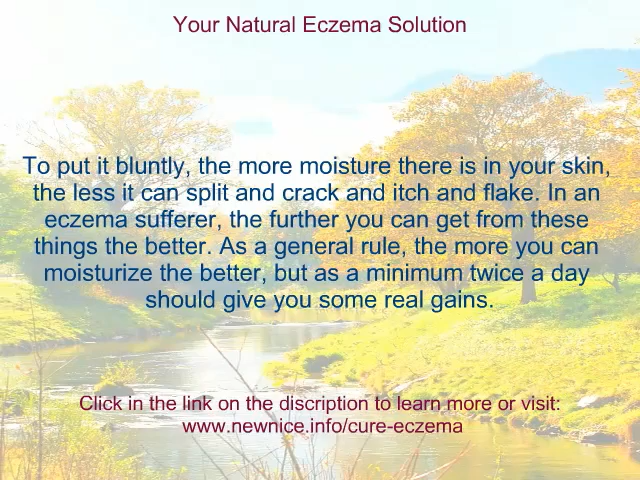 Your Natural Eczema Solution
To put it bluntly, the more moisture there is in your skin,
the less it can split and crack and itch and flake. In an
eczema sufferer, the further you can get from these
things the better. As a general rule, the more you can
moisturize the better, but as a minimum twice a day
should give you some real gains.
Click in the link on the discription to learn more or visit:
www.newnice.info/cure-eczema